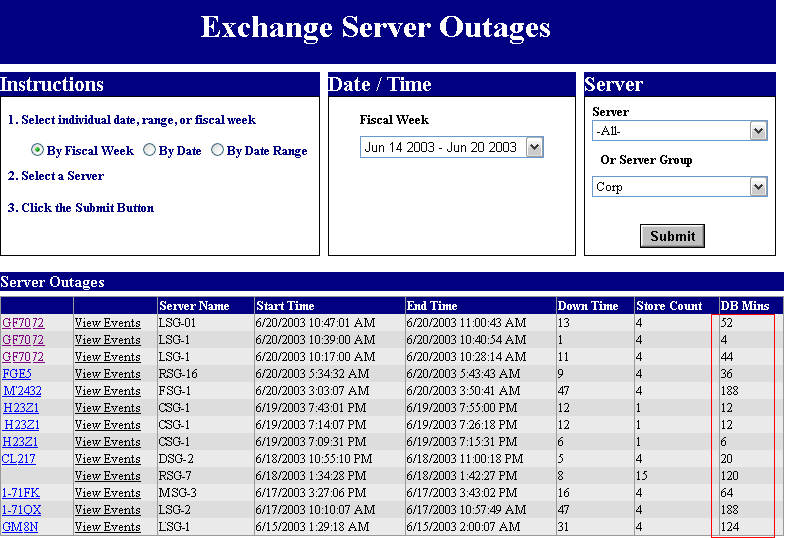 Exchange Server Outages
Instructions
1. Select individual date, range, or fiscal week
By Fiscal Week By Date By Date Range
2. Select a Server
3. Click the Submit Button
Date / Time
Fiscal Week
Jun 14 2003 - Jun 20 2003
Server
Server
-All-
Or Server Group
Corp
Submit
Server Outages
Server Name Start Time End Time Down Time Store Count DB Mins
GF7072 View Events LSG-01 6/20/2003 10:47:01 AM 6/20/2003 11:00:43 AM 13 4 52
GF7072 View Events LSG-1 6/20/2003 10:39:00 AM 6/20/2003 10:40:54 AM 1 4 4
GF7072 View Events LSG-1 6/20/2003 10:17:00 AM 6/20/2003 10:28:14 AM 11 4 44
FGE5 View Events RSG-16 6/20/2003 5:34:32 AM 6/20/2003 5:43:43 AM 9 4 36
M'2432 View Events FSG-1 6/20/2003 3:03:07 AM 6/20/2003 3:50:41 AM 47 4 188
H23Z1 View Events CSG-1 6/19/2003 7:43:01 PM 6/19/2003 7:55:00 PM 12 1 12
H23Z1 View Events CSG-1 6/19/2003 7:14:07 PM 6/19/2003 7:26:18 PM 12 1 12
H23Z1 View Events CSG-1 6/19/2003 7:09:31 PM 6/19/2003 7:15:31 PM 6 1 6
CL217 View Events DSG-2 6/18/2003 10:55:10 PM 6/18/2003 11:00:18 PM 5 4 20
View Events RSG-7 6/18/2003 1:34:28 PM 6/18/2003 1:42:27 PM 8 15 120
1-71FK View Events MSG-3 6/17/2003 3:27:06 PM 6/17/2003 3:43:02 PM 16 4 64
1-71QX View Events LSG-2 6/17/2003 10:10:07 AM 6/17/2003 10:57:49 AM 47 4 188
GM8N View Events LSG-1 6/15/2003 1:29:18 AM 6/15/2003 2:00:07 AM 31 4 124